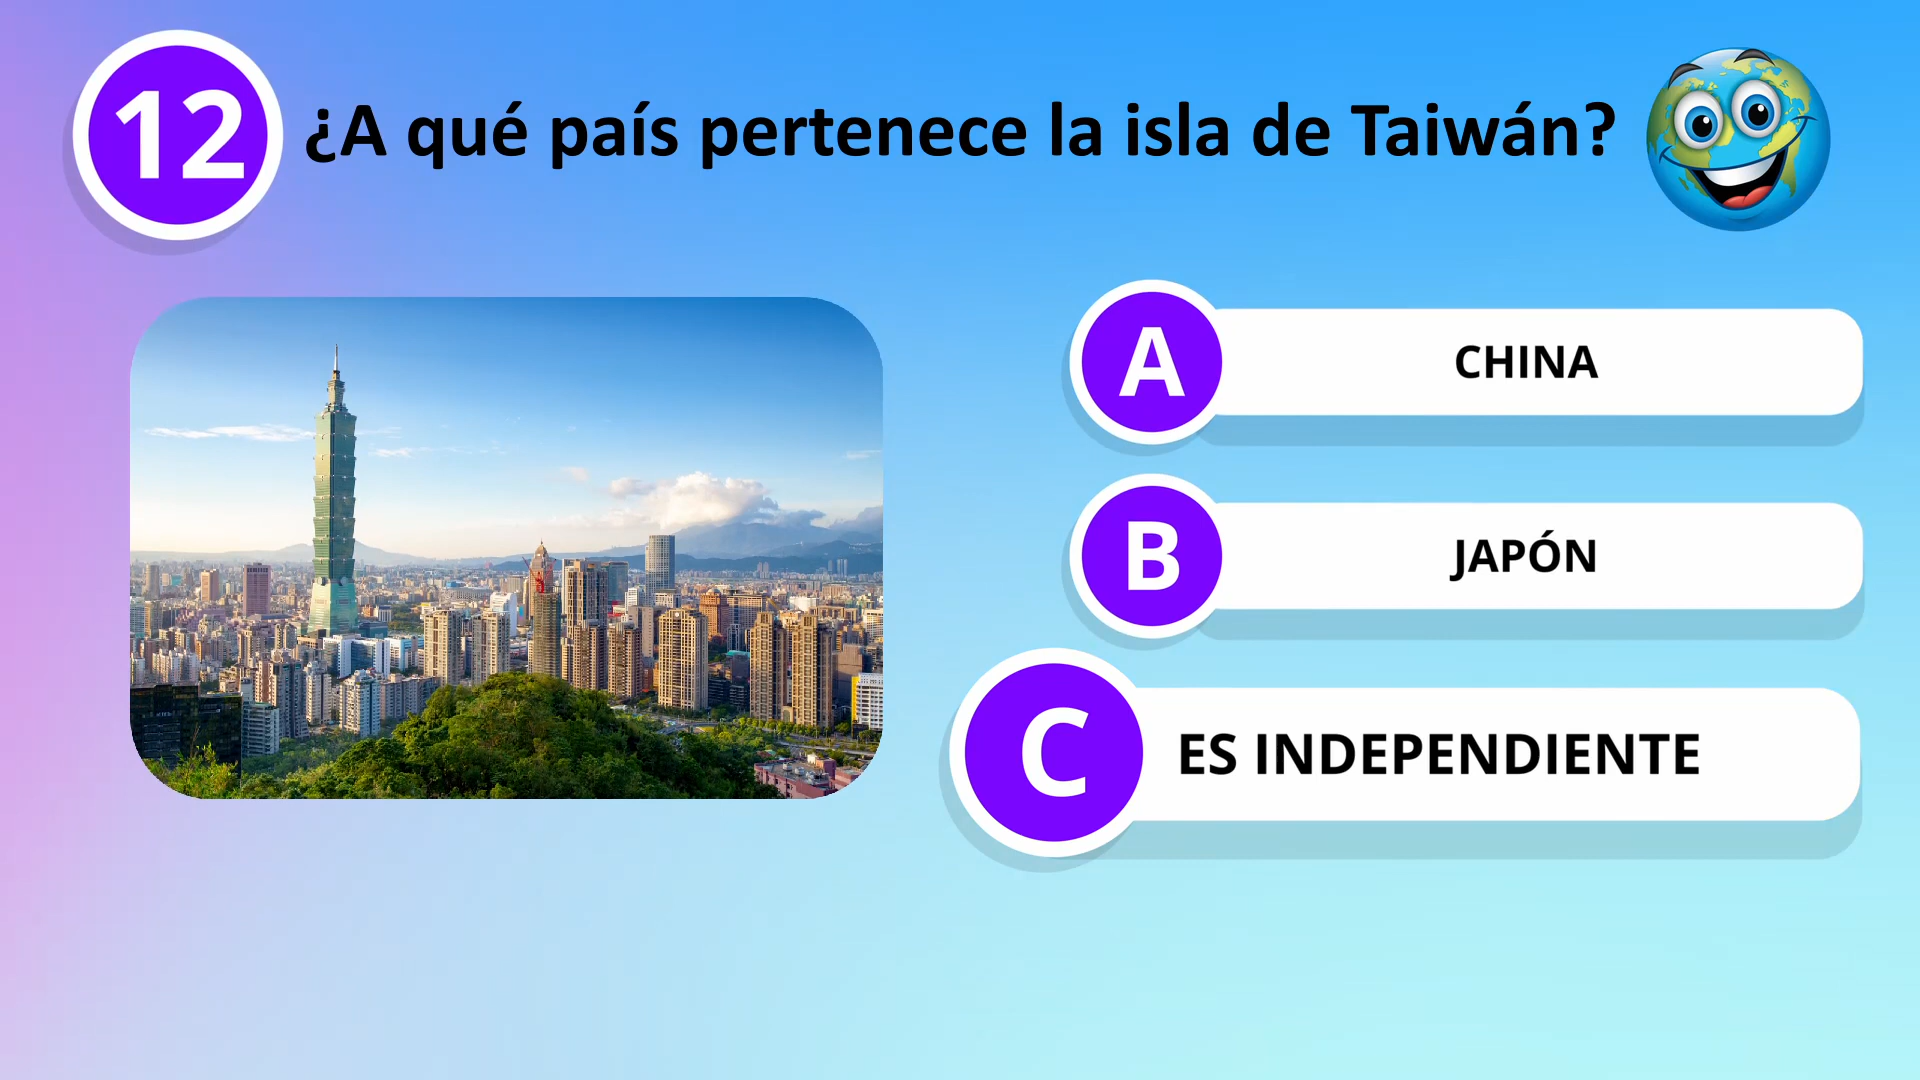 12
¿A qué país pertenece la isla de Taiwán?
A
CHINA
B
JAPÓN
C
ES INDEPENDIENTE